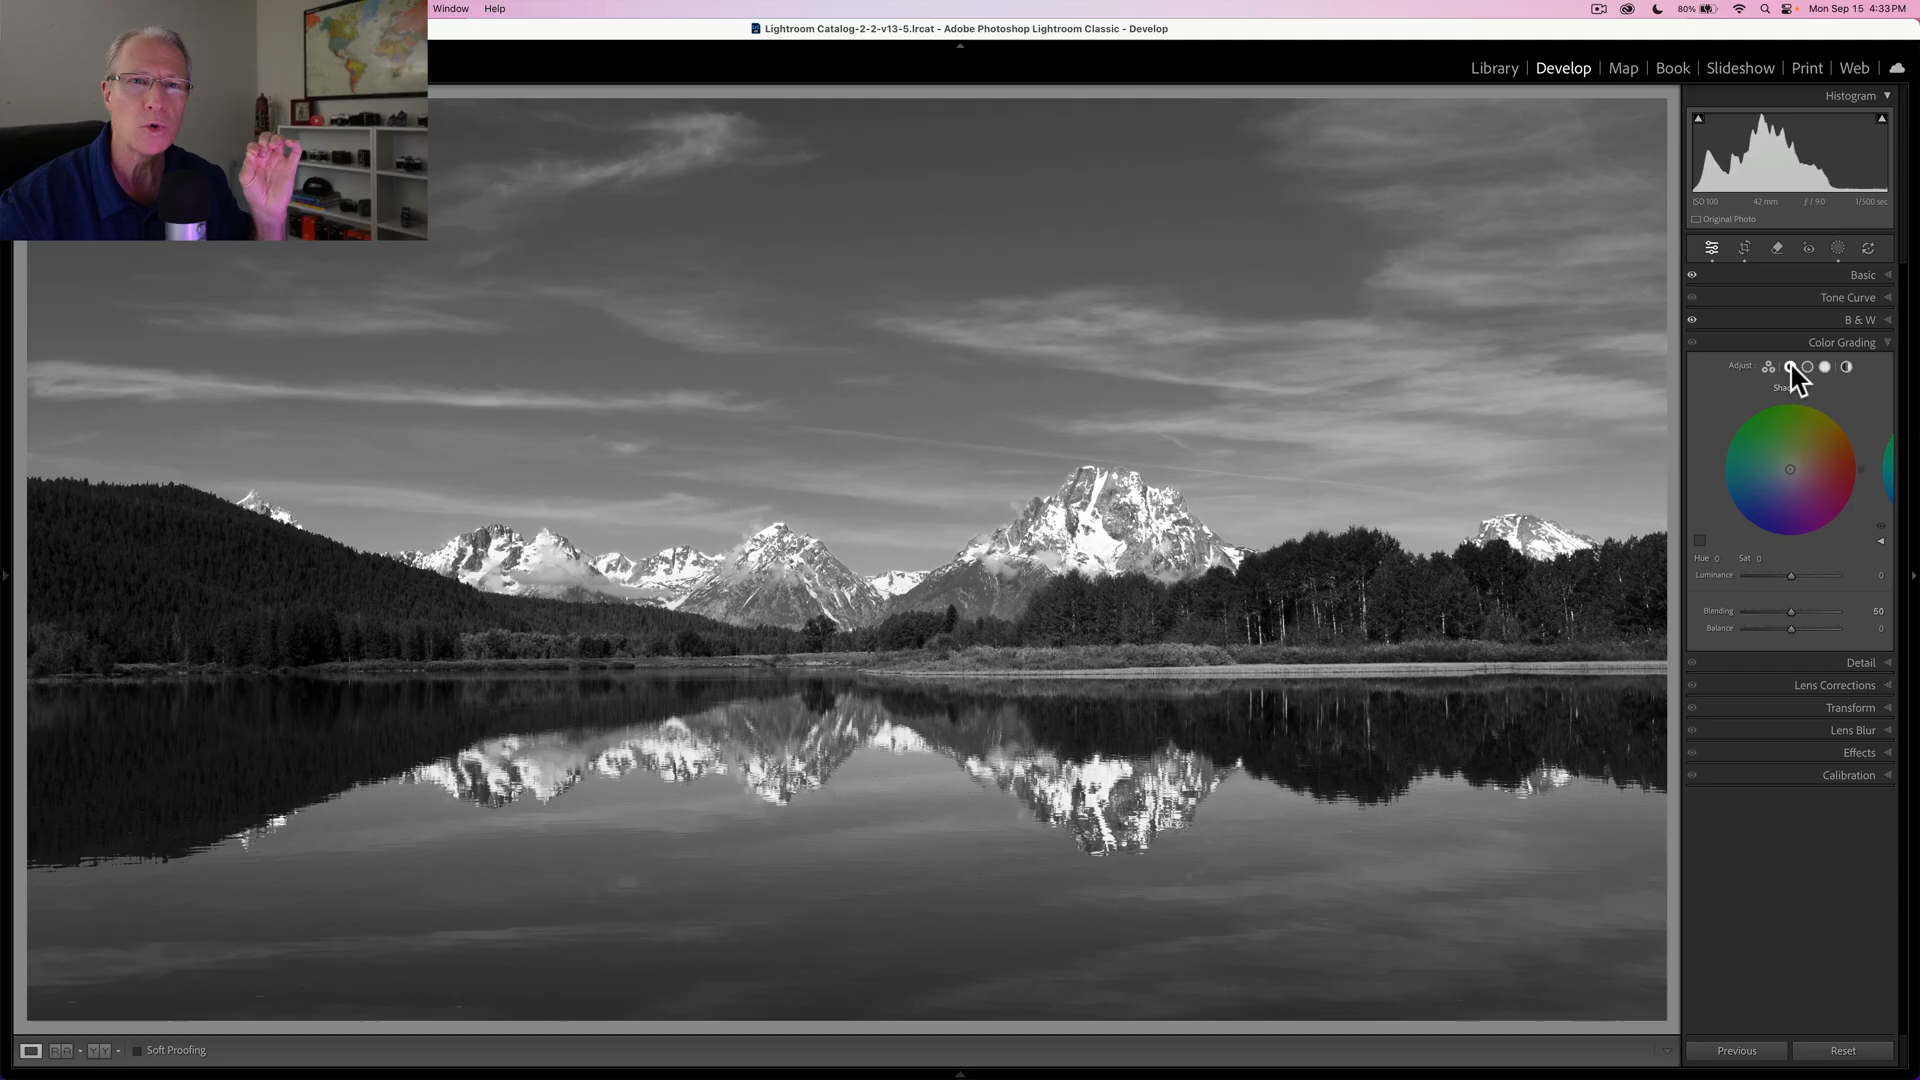 Window Help
80% Mon Sep 15 4:33 PM
Lightroom Catalog-2-2-v13-5.lrcat - Adobe Photoshop Lightroom Classic - Develop
Library | Develop | Map | Book | Slideshow | Print | Web
Histogram
ISO 100 42 mm ƒ / 9.0 1/500 sec
Original Photo
Basic
Tone Curve
B & W
Color Grading
Adjust :
Hue 0 Sat 0
Luminance 0
Blending 50
Balance 0
Detail
Lens Corrections
Transform
Lens Blur
Effects
Calibration
Soft Proofing
Previous Reset